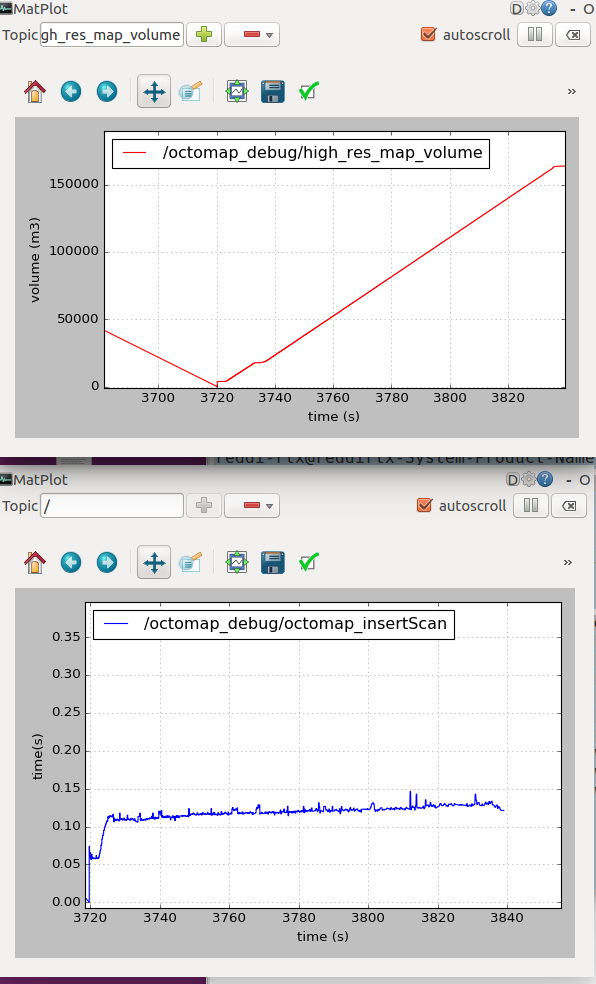 MatPlot
D ? - O
Topic gh_res_map_volume autoscroll
»
/octomap_debug/high_res_map_volume
volume (m3)
150000
100000
50000
0
3700 3720 3740 3760 3780 3800 3820
time (s)
MatPlot
D ? - O
Topic / autoscroll
»
/octomap_debug/octomap_insertScan
time(s)
0.35
0.30
0.25
0.20
0.15
0.10
0.05
0.00
3720 3740 3760 3780 3800 3820 3840
time (s)